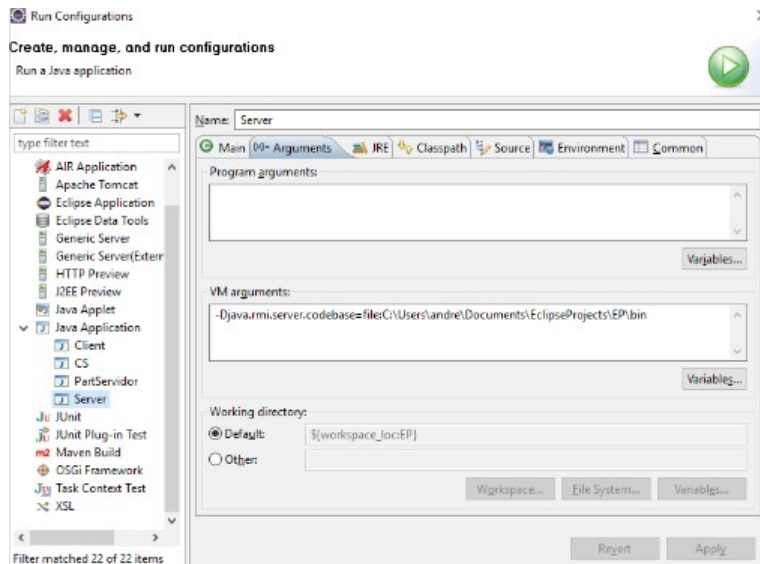 Run Configurations
Create, manage, and run configurations
Run a Java application
Name: Server
type filter text
Main (x)= Arguments JRE Classpath Source Environment Common
AIR Application
Apache Tomcat
Eclipse Application
Eclipse Data Tools
Generic Server
Generic Server(Extern
HTTP Preview
J2EE Preview
Java Applet
Java Application
Client
CS
PartServidor
Server
JUnit
JUnit Plug-in Test
Maven Build
OSGi Framework
Task Context Test
XSL
Filter matched 22 of 22 items
Program arguments:
Variables...
VM arguments:
-Djava.rmi.server.codebase=file:C:\Users\andre\Documents\EclipseProjects\EP\bin
Variables...
Working directory:
Default: ${workspace_loc:EP}
Other:
Workspace... File System... Variables...
Revert Apply